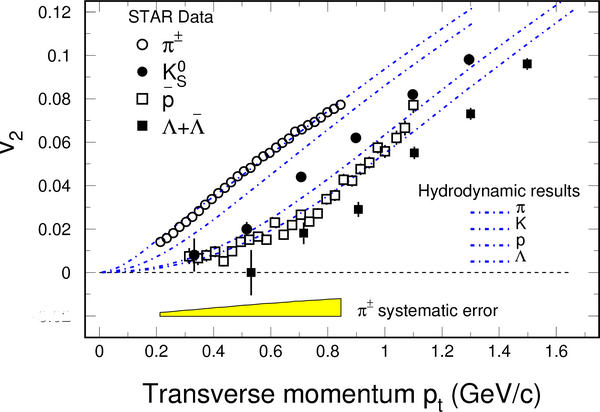 STAR Data
π±
K0S
p̄
Λ+Λ̄
0.12
0.1
0.08
0.06
0.04
0.02
0
v2
Hydrodynamic results
π
K
p
Λ
π± systematic error
0 0.2 0.4 0.6 0.8 1 1.2 1.4 1.6
Transverse momentum pt (GeV/c)